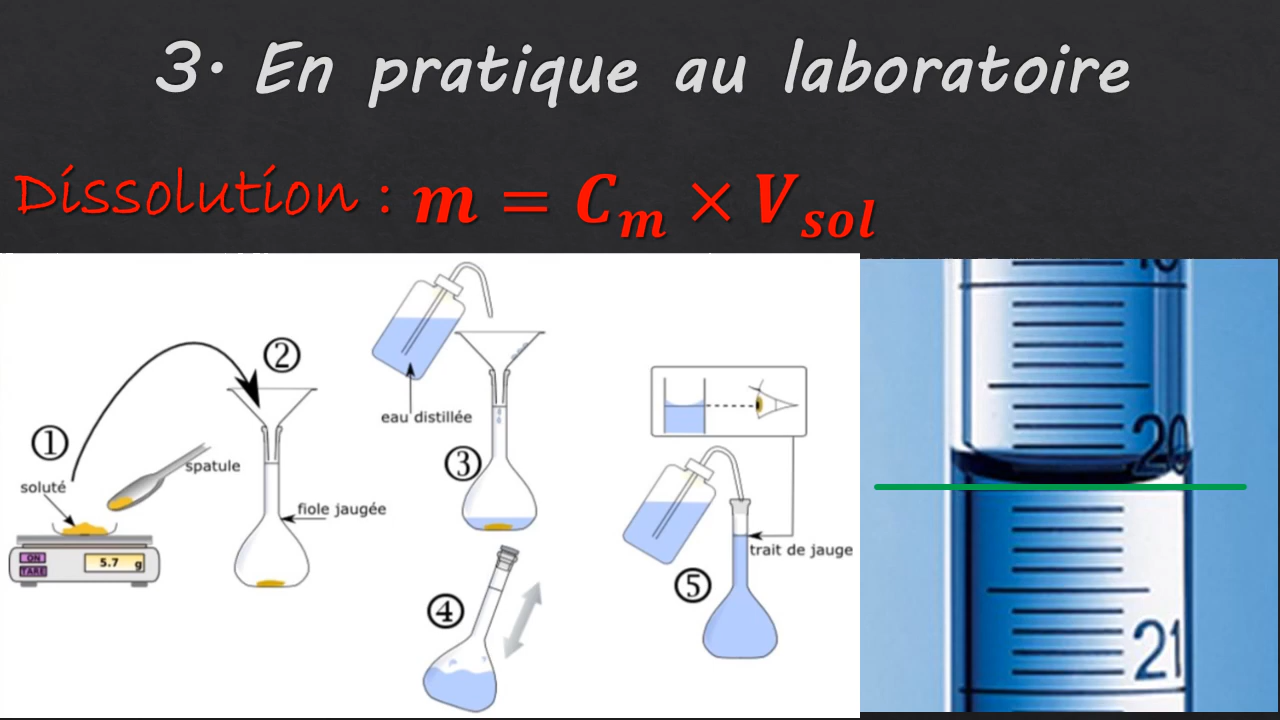 3. En pratique au laboratoire
Dissolution : m = Cₘ × Vₛₒₗ
①
soluté
spatule
ON
TARE
5.7 g
②
fiole jaugée
eau distillée
③
④
⑤
trait de jauge
20
21